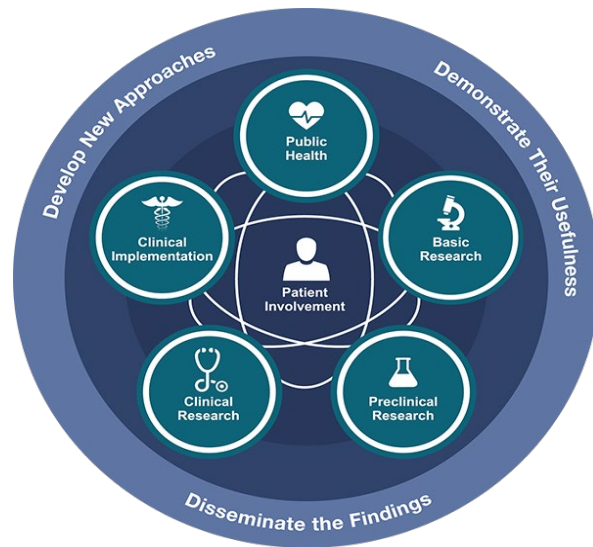 Develop New Approaches
Demonstrate Their Usefulness
Public
Health
Clinical
Implementation
Basic
Research
Patient
Involvement
Clinical
Research
Preclinical
Research
Disseminate the Findings